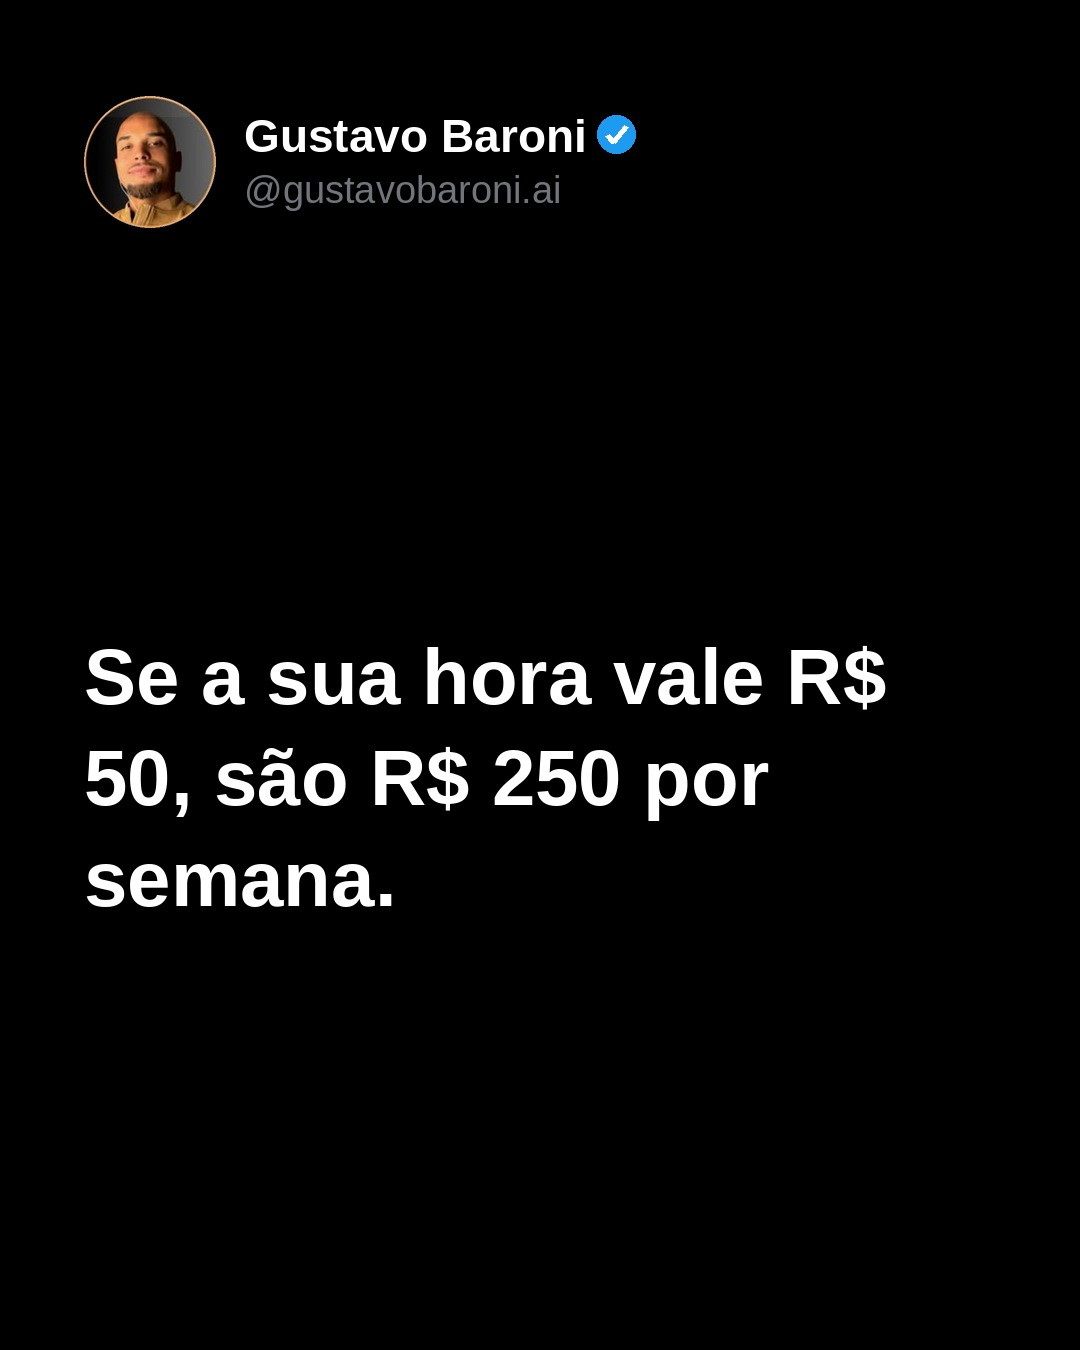 Gustavo Baroni
@gustavobaroni.ai
Se a sua hora vale R$
50, são R$ 250 por
semana.